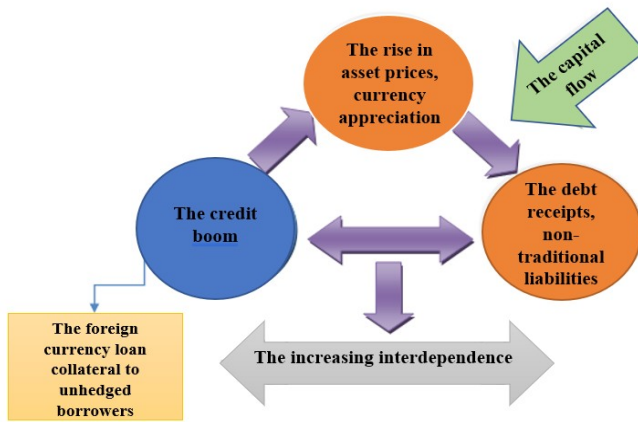 The rise in
asset prices,
currency
appreciation
The capital
flow
The credit
boom
The debt
receipts,
non-
traditional
liabilities
The foreign
currency loan
collateral to
unhedged
borrowers
The increasing interdependence